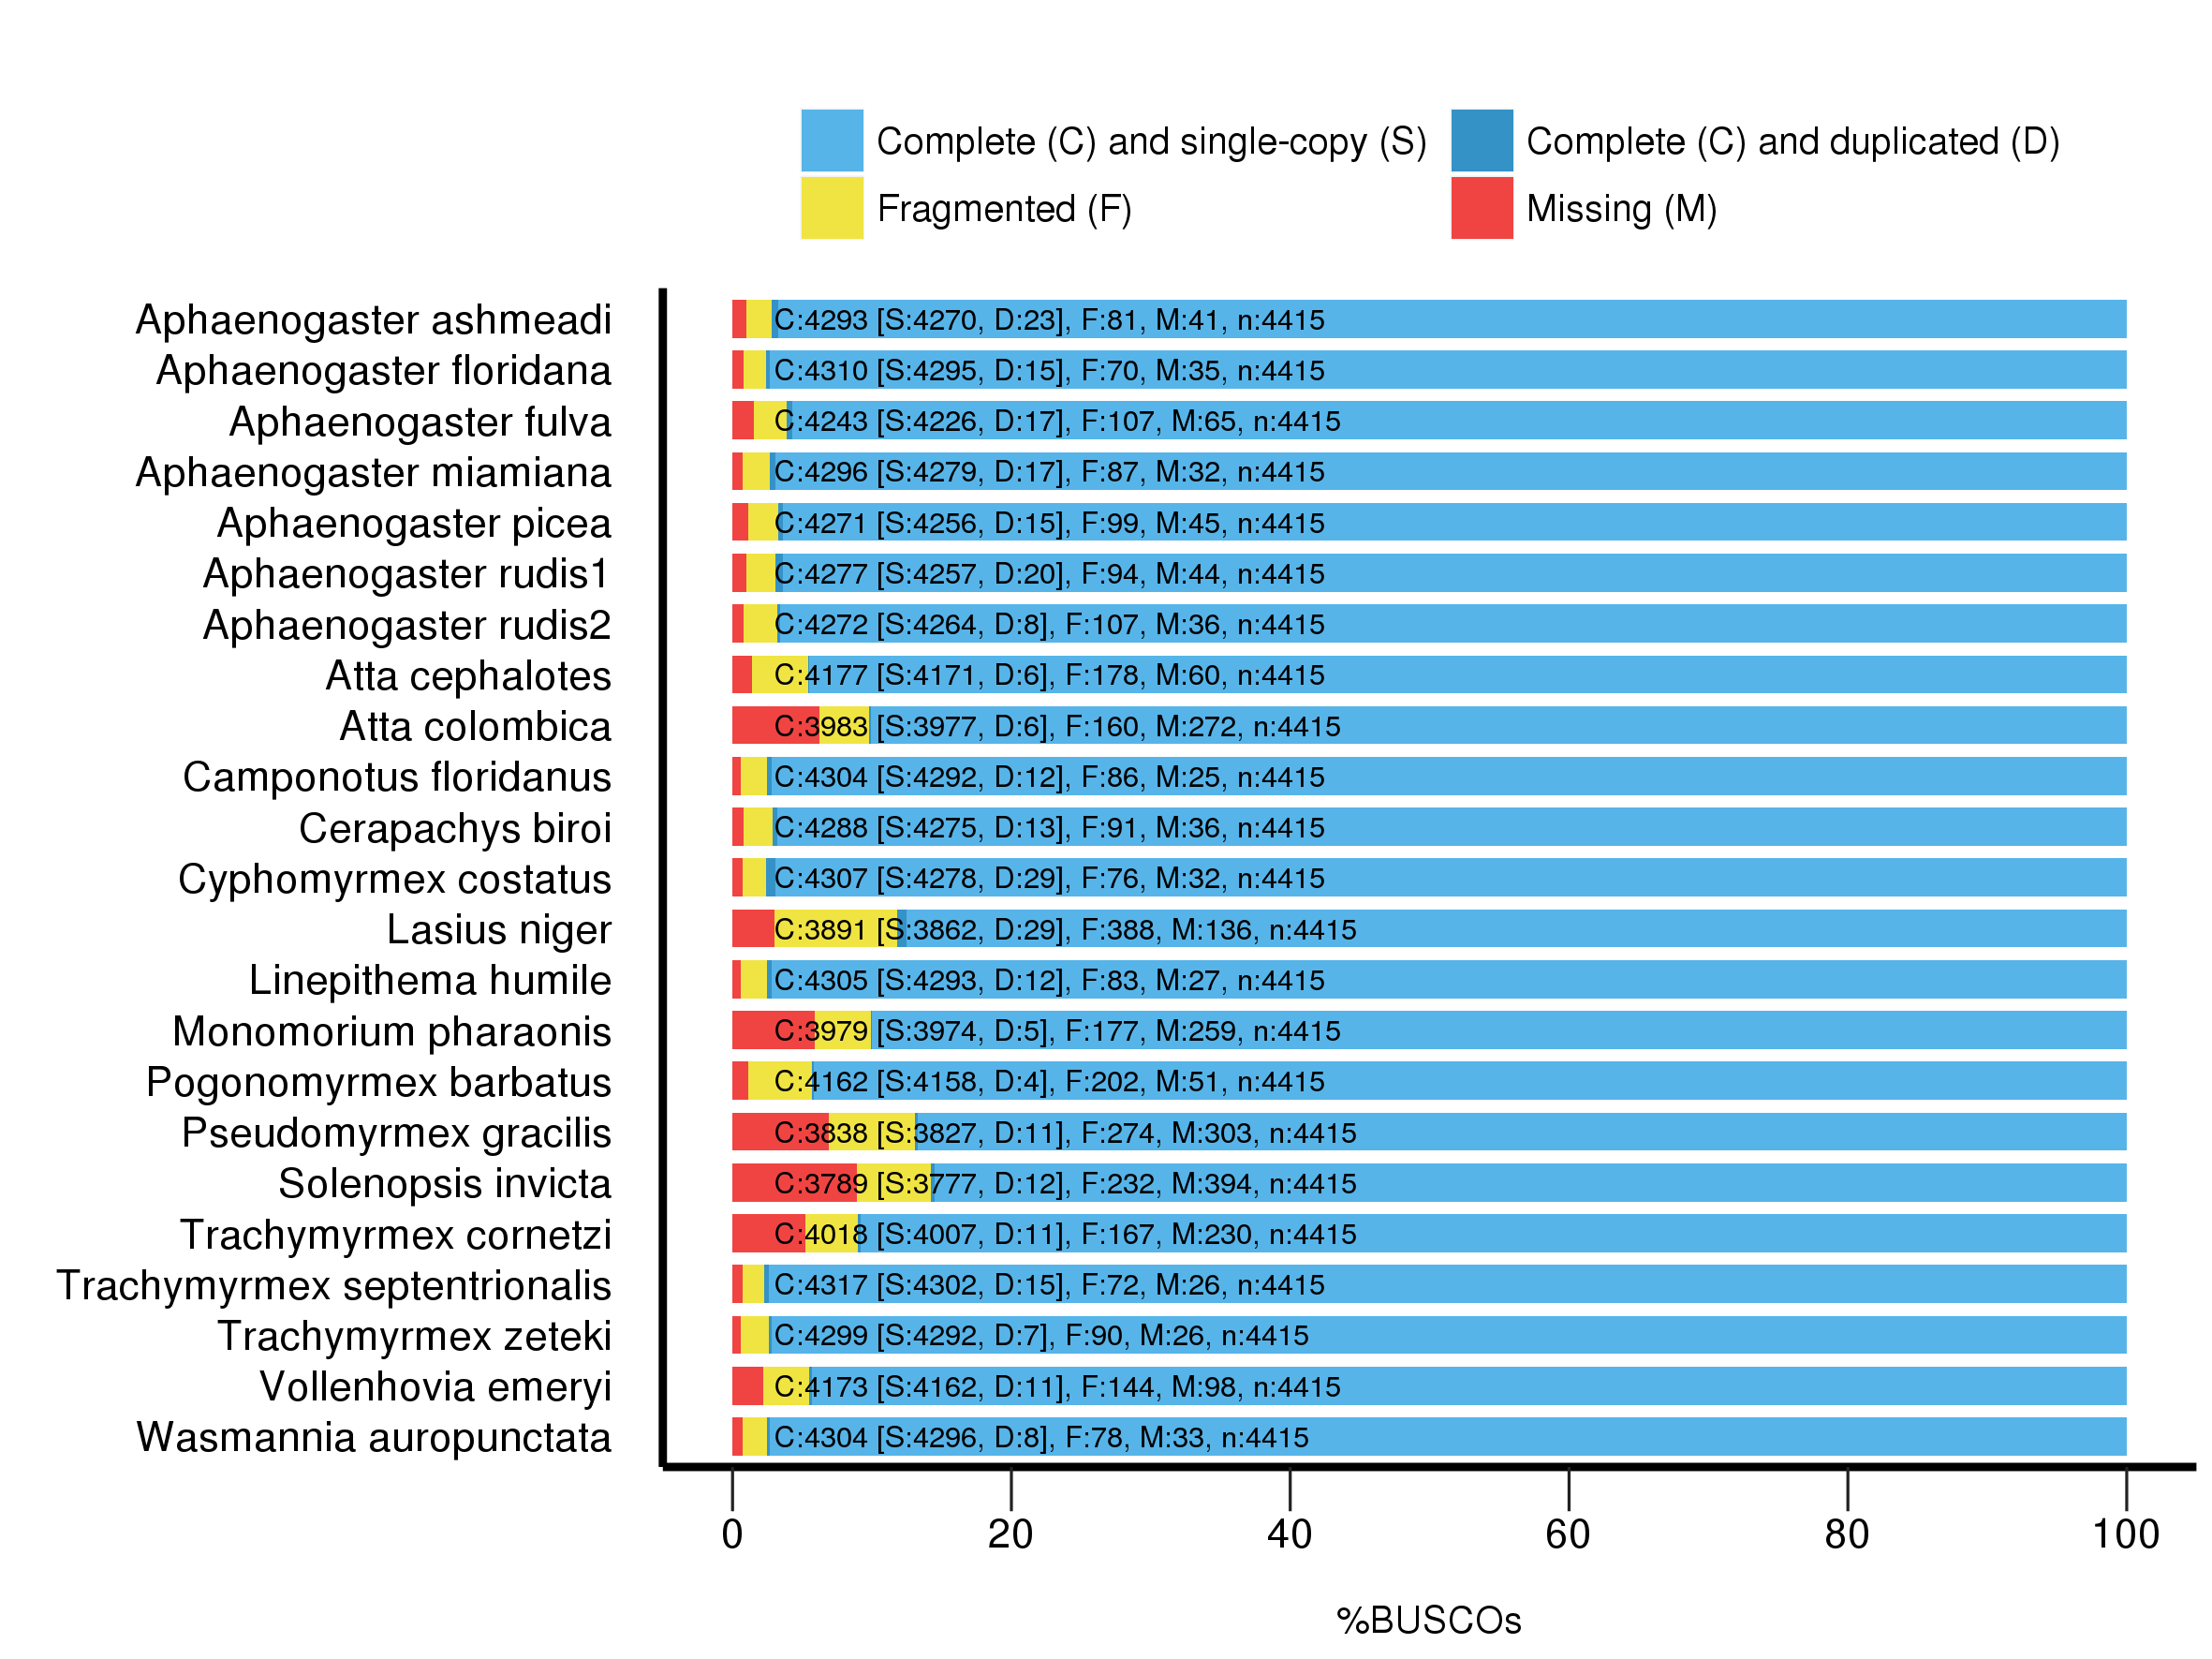 Complete (C) and single-copy (S) Complete (C) and duplicated (D)
Fragmented (F) Missing (M)
Aphaenogaster ashmeadi C:4293 [S:4270, D:23], F:81, M:41, n:4415
Aphaenogaster floridana C:4310 [S:4295, D:15], F:70, M:35, n:4415
Aphaenogaster fulva C:4243 [S:4226, D:17], F:107, M:65, n:4415
Aphaenogaster miamiana C:4296 [S:4279, D:17], F:87, M:32, n:4415
Aphaenogaster picea C:4271 [S:4256, D:15], F:99, M:45, n:4415
Aphaenogaster rudis1 C:4277 [S:4257, D:20], F:94, M:44, n:4415
Aphaenogaster rudis2 C:4272 [S:4264, D:8], F:107, M:36, n:4415
Atta cephalotes C:4177 [S:4171, D:6], F:178, M:60, n:4415
Atta colombica C:3983 [S:3977, D:6], F:160, M:272, n:4415
Camponotus floridanus C:4304 [S:4292, D:12], F:86, M:25, n:4415
Cerapachys biroi C:4288 [S:4275, D:13], F:91, M:36, n:4415
Cyphomyrmex costatus C:4307 [S:4278, D:29], F:76, M:32, n:4415
Lasius niger C:3891 [S:3862, D:29], F:388, M:136, n:4415
Linepithema humile C:4305 [S:4293, D:12], F:83, M:27, n:4415
Monomorium pharaonis C:3979 [S:3974, D:5], F:177, M:259, n:4415
Pogonomyrmex barbatus C:4162 [S:4158, D:4], F:202, M:51, n:4415
Pseudomyrmex gracilis C:3838 [S:3827, D:11], F:274, M:303, n:4415
Solenopsis invicta C:3789 [S:3777, D:12], F:232, M:394, n:4415
Trachymyrmex cornetzi C:4018 [S:4007, D:11], F:167, M:230, n:4415
Trachymyrmex septentrionalis C:4317 [S:4302, D:15], F:72, M:26, n:4415
Trachymyrmex zeteki C:4299 [S:4292, D:7], F:90, M:26, n:4415
Vollenhovia emeryi C:4173 [S:4162, D:11], F:144, M:98, n:4415
Wasmannia auropunctata C:4304 [S:4296, D:8], F:78, M:33, n:4415
0 20 40 60 80 100
%BUSCOs